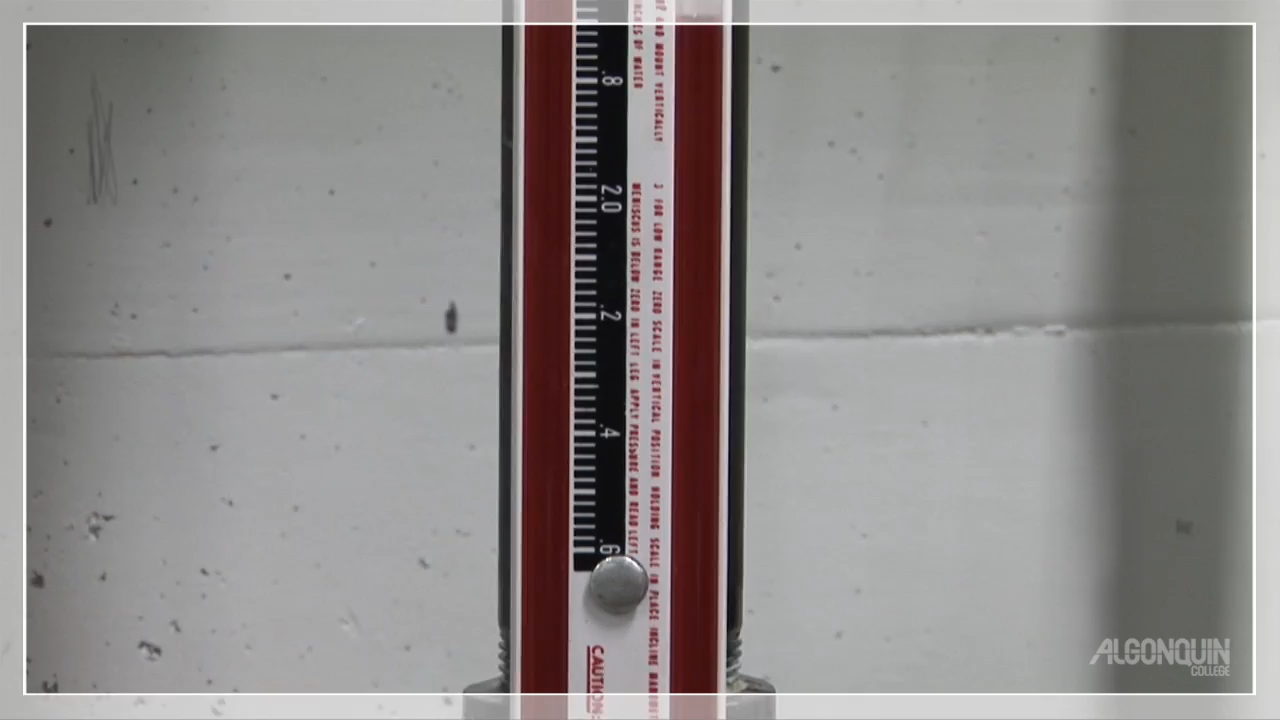 .8
2.0
.2
.4
.6
AND MOUNT VERTICALLY
INCHES OF WATER
3 FOR LOW RANGE ZERO SCALE IN VERTICAL POSITION. HOLDING SCALE IN PLACE INCLINE
MENISCUS IS BELOW ZERO IN LEFT LEG APPLY PRESSURE AND READ LEFT
CAUTION:
ALGONQUIN
COLLEGE